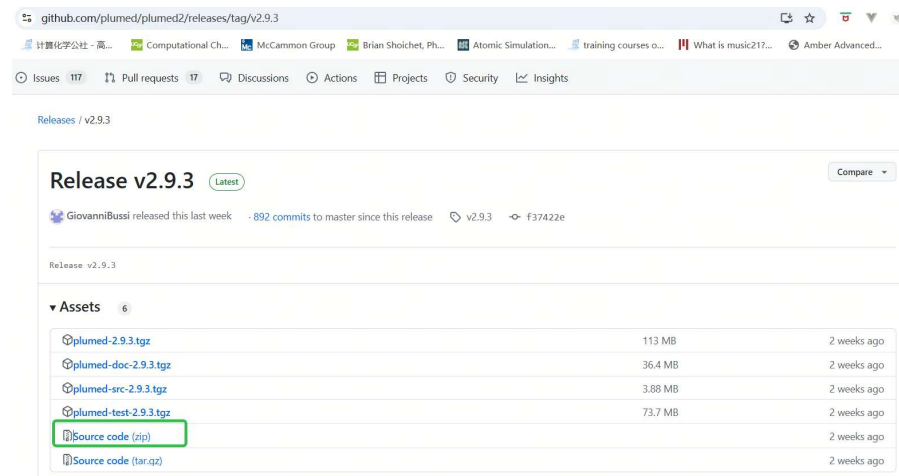 github.com/plumed/plumed2/releases/tag/v2.9.3
计算化学公社 - 高... Computational Ch... McCammon Group Brian Shoichet, Ph... Atomic Simulation... training courses o... What is music21?... Amber Advanced...
Issues 117 Pull requests 17 Discussions Actions Projects Security Insights
Releases / v2.9.3
Release v2.9.3 Latest Compare
GiovanniBussi released this last week · 892 commits to master since this release v2.9.3 f37422e
Release v2.9.3
Assets 6
plumed-2.9.3.tgz 113 MB 2 weeks ago
plumed-doc-2.9.3.tgz 36.4 MB 2 weeks ago
plumed-src-2.9.3.tgz 3.88 MB 2 weeks ago
plumed-test-2.9.3.tgz 73.7 MB 2 weeks ago
Source code (zip) 2 weeks ago
Source code (tar.gz) 2 weeks ago